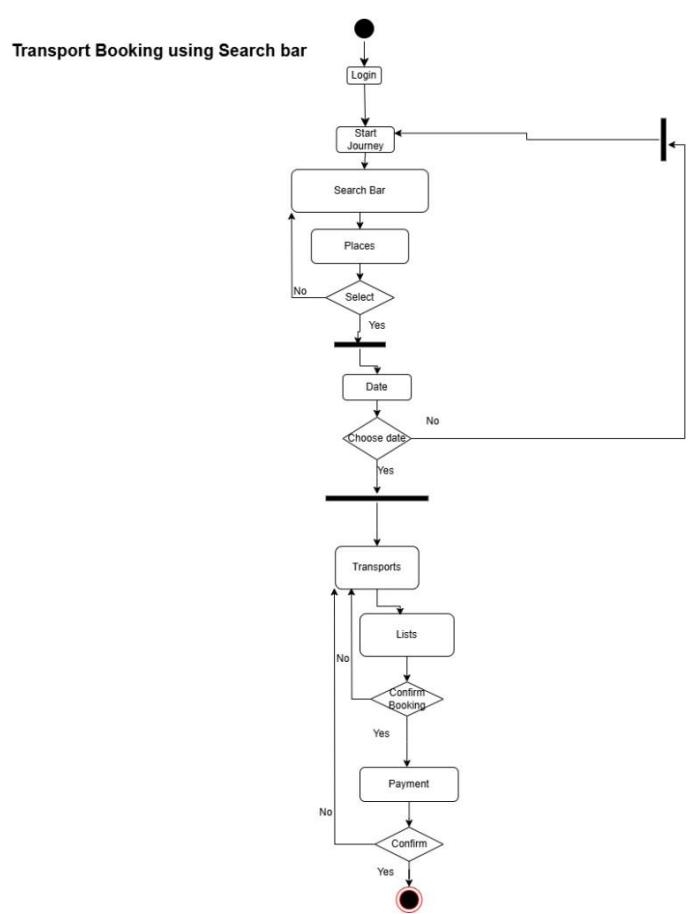 Transport Booking using Search bar
Login
Start
Journey
Search Bar
Places
No
Select
Yes
Date
No
Choose date
Yes
Transports
Lists
No
Confirm
Booking
Yes
Payment
No
Confirm
Yes